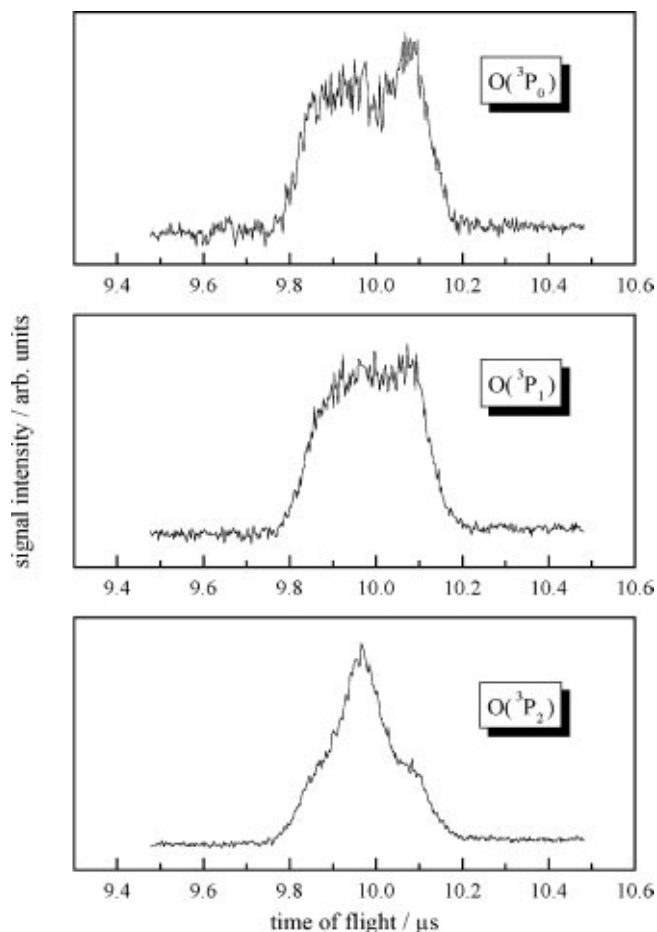 O(³P₀)
9.4 9.6 9.8 10.0 10.2 10.4 10.6
O(³P₁)
9.4 9.6 9.8 10.0 10.2 10.4 10.6
O(³P₂)
9.4 9.6 9.8 10.0 10.2 10.4 10.6
time of flight / μs
signal intensity / arb. units